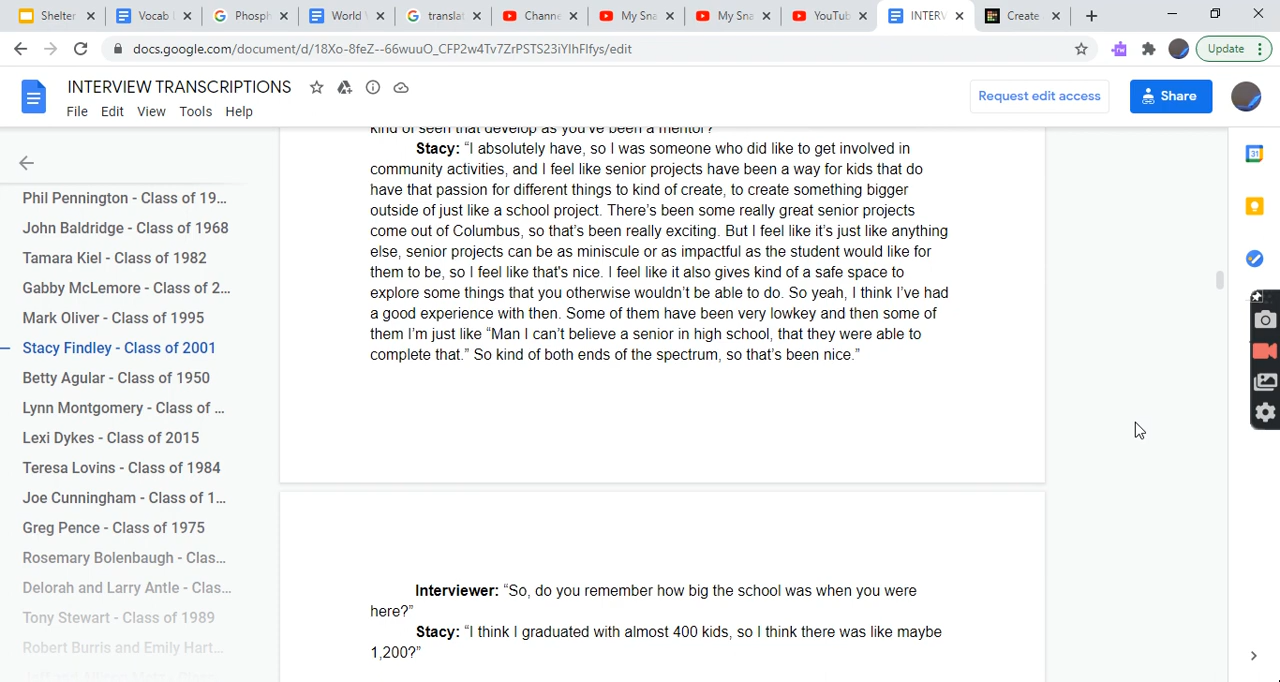 Shelter
Vocab
Phosph
World
translat
Channe
My Sna
My Sna
YouTub
INTERV
Create
docs.google.com/document/d/18Xo-8feZ--66wuuO_CFP2w4Tv7ZrPSTS23iYIhFIfys/edit
Update
INTERVIEW TRANSCRIPTIONS
File Edit View Tools Help
Request edit access
Share
kind of seen that develop as you've been a mentor?
Stacy: “I absolutely have, so I was someone who did like to get involved in
community activities, and I feel like senior projects have been a way for kids that do
have that passion for different things to kind of create, to create something bigger
outside of just like a school project. There’s been some really great senior projects
come out of Columbus, so that’s been really exciting. But I feel like it’s just like anything
else, senior projects can be as miniscule or as impactful as the student would like for
them to be, so I feel like that's nice. I feel like it also gives kind of a safe space to
explore some things that you otherwise wouldn’t be able to do. So yeah, I think I’ve had
a good experience with then. Some of them have been very lowkey and then some of
them I’m just like “Man I can’t believe a senior in high school, that they were able to
complete that.” So kind of both ends of the spectrum, so that’s been nice.”
Interviewer: “So, do you remember how big the school was when you were
here?”
Stacy: “I think I graduated with almost 400 kids, so I think there was like maybe
1,200?”
Phil Pennington - Class of 19...
John Baldridge - Class of 1968
Tamara Kiel - Class of 1982
Gabby McLemore - Class of 2...
Mark Oliver - Class of 1995
Stacy Findley - Class of 2001
Betty Agular - Class of 1950
Lynn Montgomery - Class of ...
Lexi Dykes - Class of 2015
Teresa Lovins - Class of 1984
Joe Cunningham - Class of 1...
Greg Pence - Class of 1975
Rosemary Bolenbaugh - Clas...
Delorah and Larry Antle - Clas...
Tony Stewart - Class of 1989
Robert Burris and Emily Hart...
31